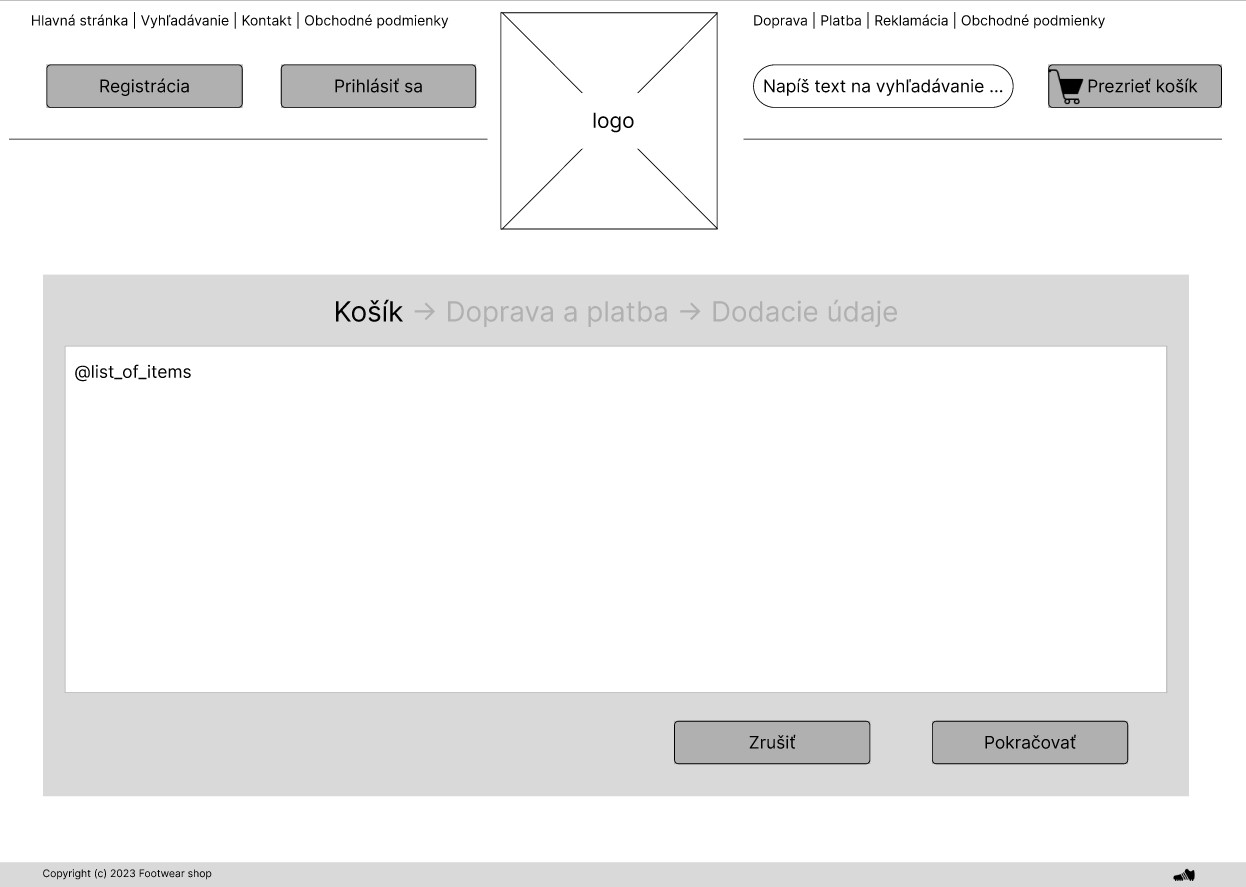 Hlavná stránka | Vyhľadávanie | Kontakt | Obchodné podmienky
Doprava | Platba | Reklamácia | Obchodné podmienky
Registrácia
Prihlásiť sa
logo
Napíš text na vyhľadávanie ...
Prezrieť košík
Košík → Doprava a platba → Dodacie údaje
@list_of_items
Zrušiť
Pokračovať
Copyright (c) 2023 Footwear shop